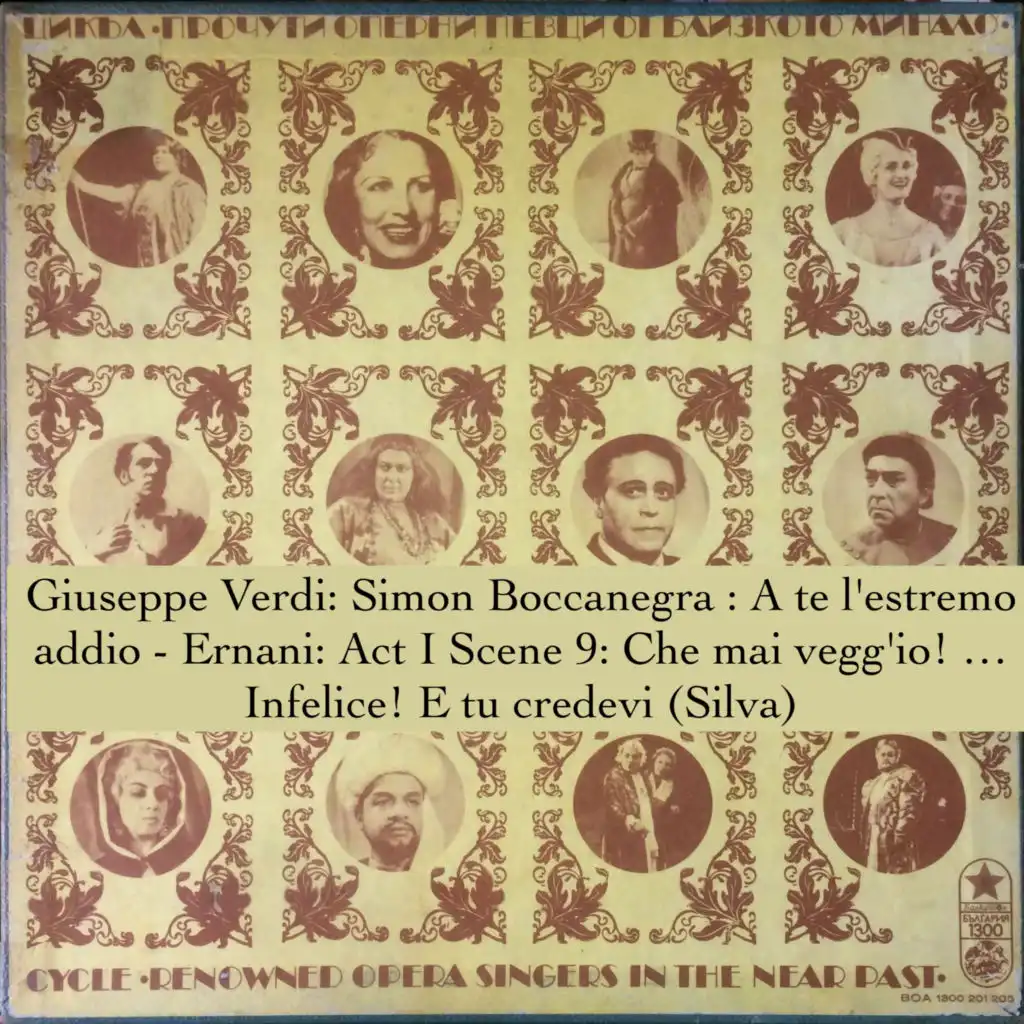 ЦИКЪЛ · ПРОЧУТИ ОПЕРНИ ПЕВЦИ ОТ БЛИЗКОТО МИНАЛО ·
Giuseppe Verdi: Simon Boccanegra : A te l'estremo
addio - Ernani: Act I Scene 9: Che mai vegg'io! ...
Infelice! E tu credevi (Silva)
БЪЛГАРИЯ
1300
CYCLE · RENOWNED OPERA SINGERS IN THE NEAR PAST ·
BOA 1300 201 205